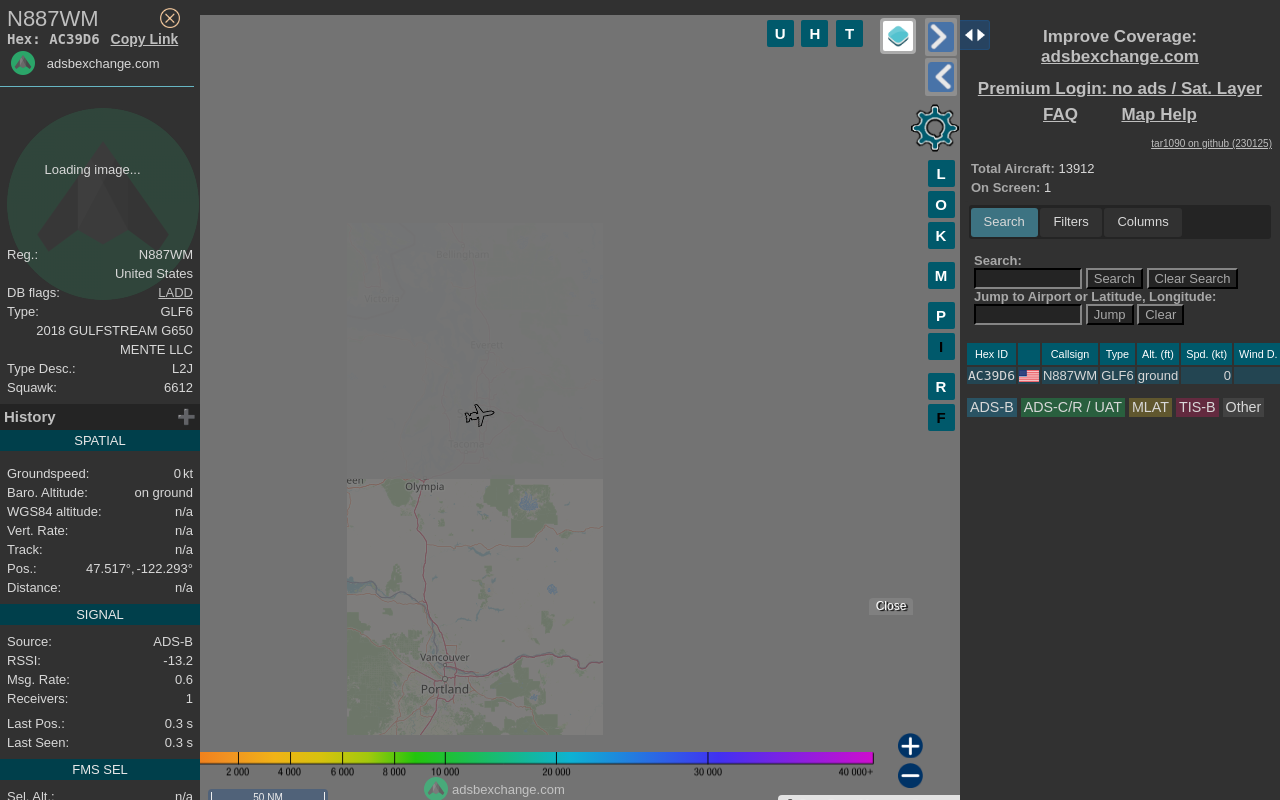 N887WM
Hex: AC39D6 Copy Link
adsbexchange.com
Loading image...
Reg.: N887WM
United States
DB flags: LADD
Type: GLF6
2018 GULFSTREAM G650
MENTE LLC
Type Desc.: L2J
Squawk: 6612
History
SPATIAL
Groundspeed: 0 kt
Baro. Altitude: on ground
WGS84 altitude: n/a
Vert. Rate: n/a
Track: n/a
Pos.: 47.517°, -122.293°
Distance: n/a
SIGNAL
Source: ADS-B
RSSI: -13.2
Msg. Rate: 0.6
Receivers: 1
Last Pos.: 0.3 s
Last Seen: 0.3 s
FMS SEL
Sel. Alt.: n/a
U H T
L
O
K
M
P
I
R
F
Everett
Tacoma
Olympia
Vancouver
Portland
Close
2 000 4 000 6 000 8 000 10 000 20 000 30 000 40 000+
adsbexchange.com
50 NM
Improve Coverage:
adsbexchange.com
Premium Login: no ads / Sat. Layer
FAQ Map Help
tar1090 on github (230125)
Total Aircraft: 13912
On Screen: 1
Search Filters Columns
Search:
Search Clear Search
Jump to Airport or Latitude, Longitude:
Jump Clear
Hex ID Callsign Type Alt. (ft) Spd. (kt) Wind D.
AC39D6 N887WM GLF6 ground 0
ADS-B ADS-C/R / UAT MLAT TIS-B Other